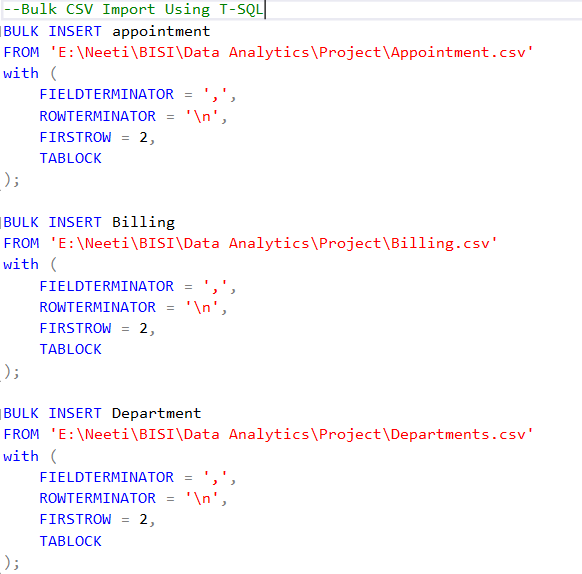 --Bulk CSV Import Using T-SQL
BULK INSERT appointment
FROM 'E:\Neeti\BISI\Data Analytics\Project\Appointment.csv'
with (
    FIELDTERMINATOR = ',',
    ROWTERMINATOR = '\n',
    FIRSTROW = 2,
    TABLOCK
);
BULK INSERT Billing
FROM 'E:\Neeti\BISI\Data Analytics\Project\Billing.csv'
with (
    FIELDTERMINATOR = ',',
    ROWTERMINATOR = '\n',
    FIRSTROW = 2,
    TABLOCK
);
BULK INSERT Department
FROM 'E:\Neeti\BISI\Data Analytics\Project\Departments.csv'
with (
    FIELDTERMINATOR = ',',
    ROWTERMINATOR = '\n',
    FIRSTROW = 2,
    TABLOCK
);